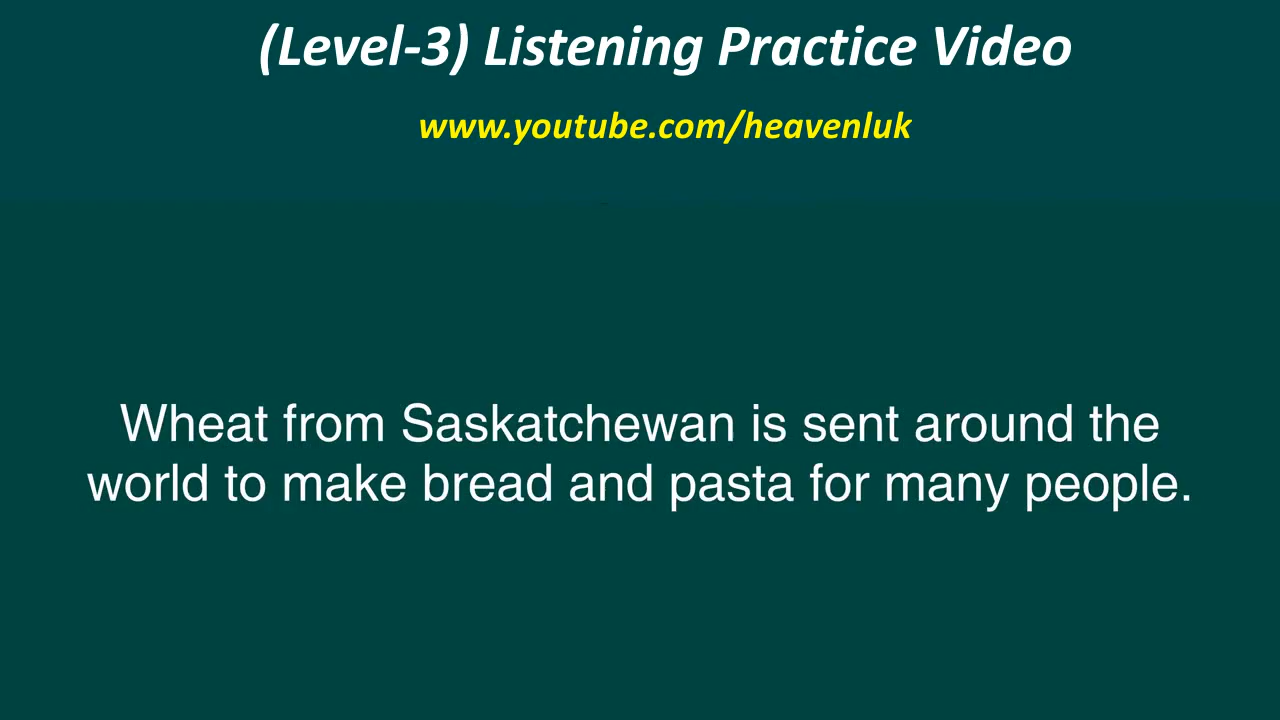 (Level-3) Listening Practice Video
www.youtube.com/heavenluk
Wheat from Saskatchewan is sent around the
world to make bread and pasta for many people.